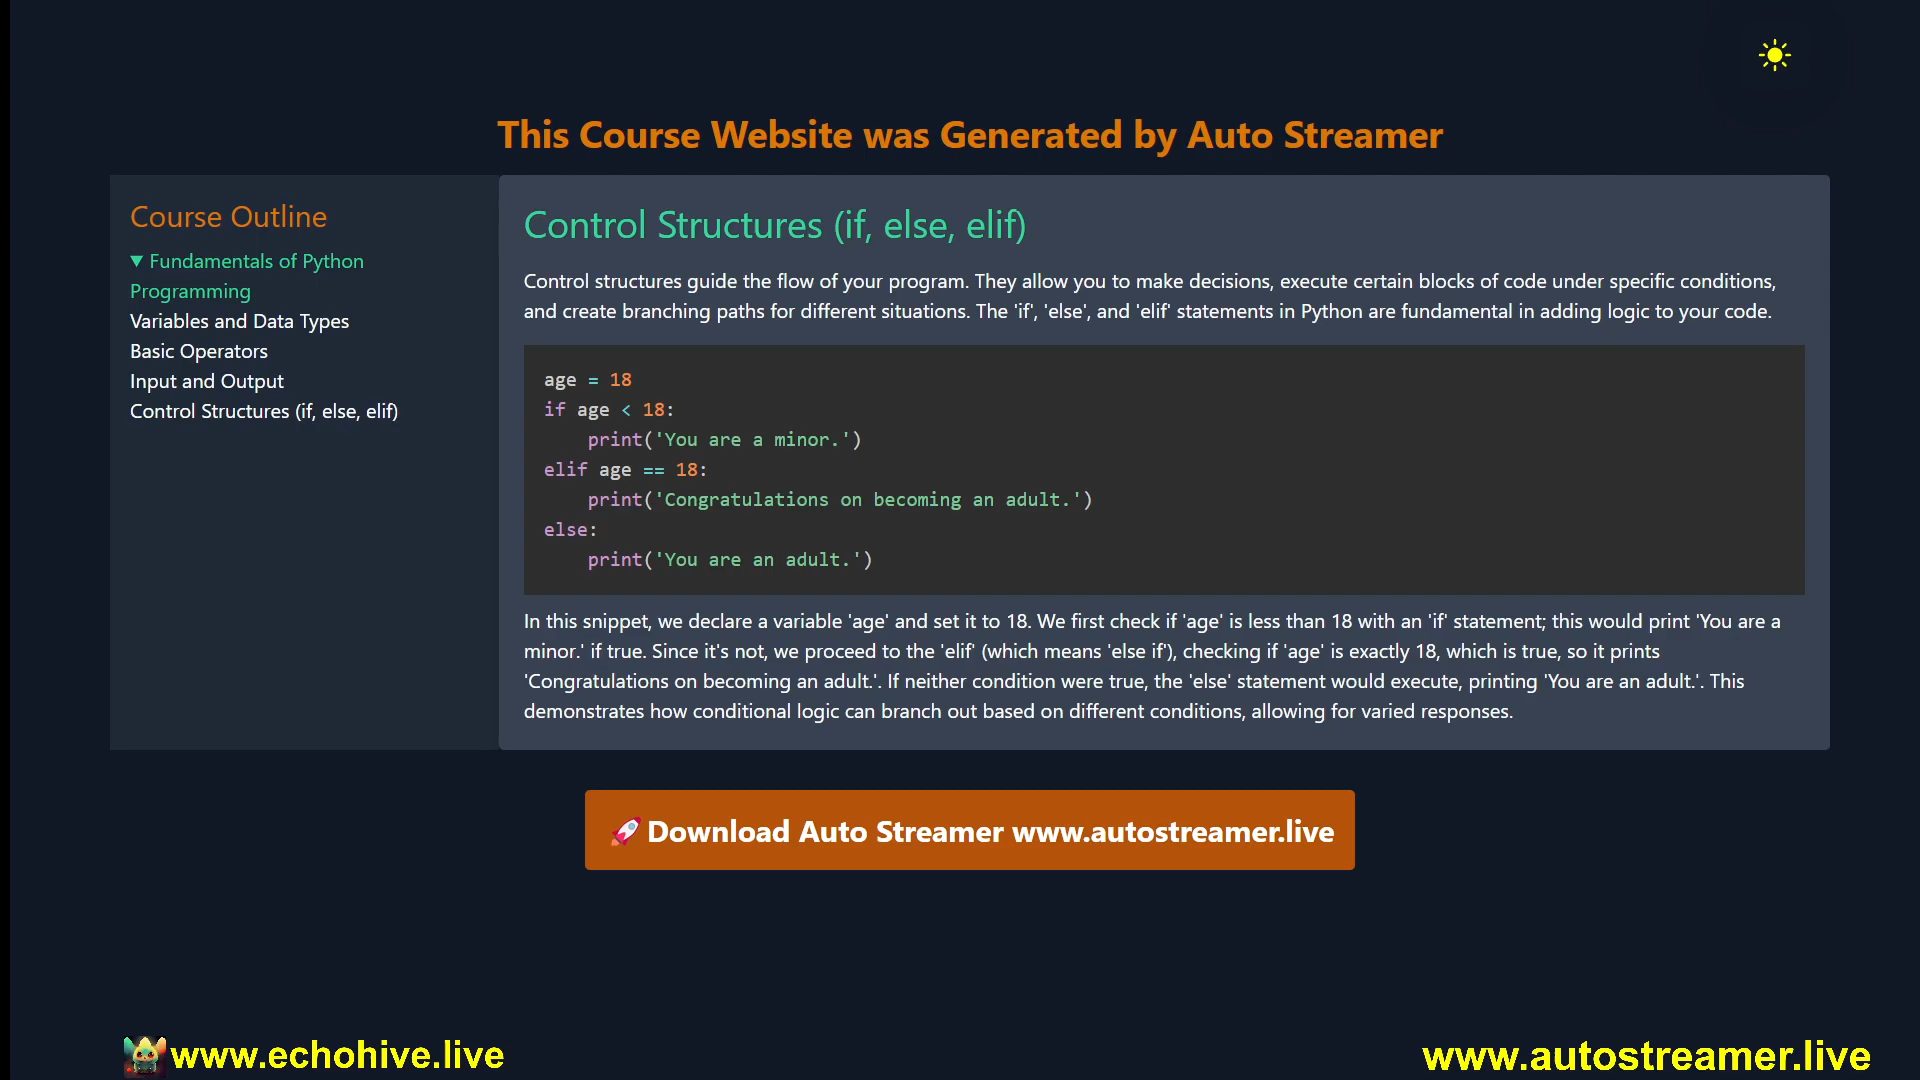 This Course Website was Generated by Auto Streamer
Course Outline
▼ Fundamentals of Python
Programming
Variables and Data Types
Basic Operators
Input and Output
Control Structures (if, else, elif)
Control Structures (if, else, elif)
Control structures guide the flow of your program. They allow you to make decisions, execute certain blocks of code under specific conditions,
and create branching paths for different situations. The 'if', 'else', and 'elif' statements in Python are fundamental in adding logic to your code.
age = 18
if age < 18:
    print('You are a minor.')
elif age == 18:
    print('Congratulations on becoming an adult.')
else:
    print('You are an adult.')
In this snippet, we declare a variable 'age' and set it to 18. We first check if 'age' is less than 18 with an 'if' statement; this would print 'You are a
minor.' if true. Since it's not, we proceed to the 'elif' (which means 'else if'), checking if 'age' is exactly 18, which is true, so it prints
'Congratulations on becoming an adult.'. If neither condition were true, the 'else' statement would execute, printing 'You are an adult.'. This
demonstrates how conditional logic can branch out based on different conditions, allowing for varied responses.
🚀 Download Auto Streamer www.autostreamer.live
www.echohive.live
www.autostreamer.live